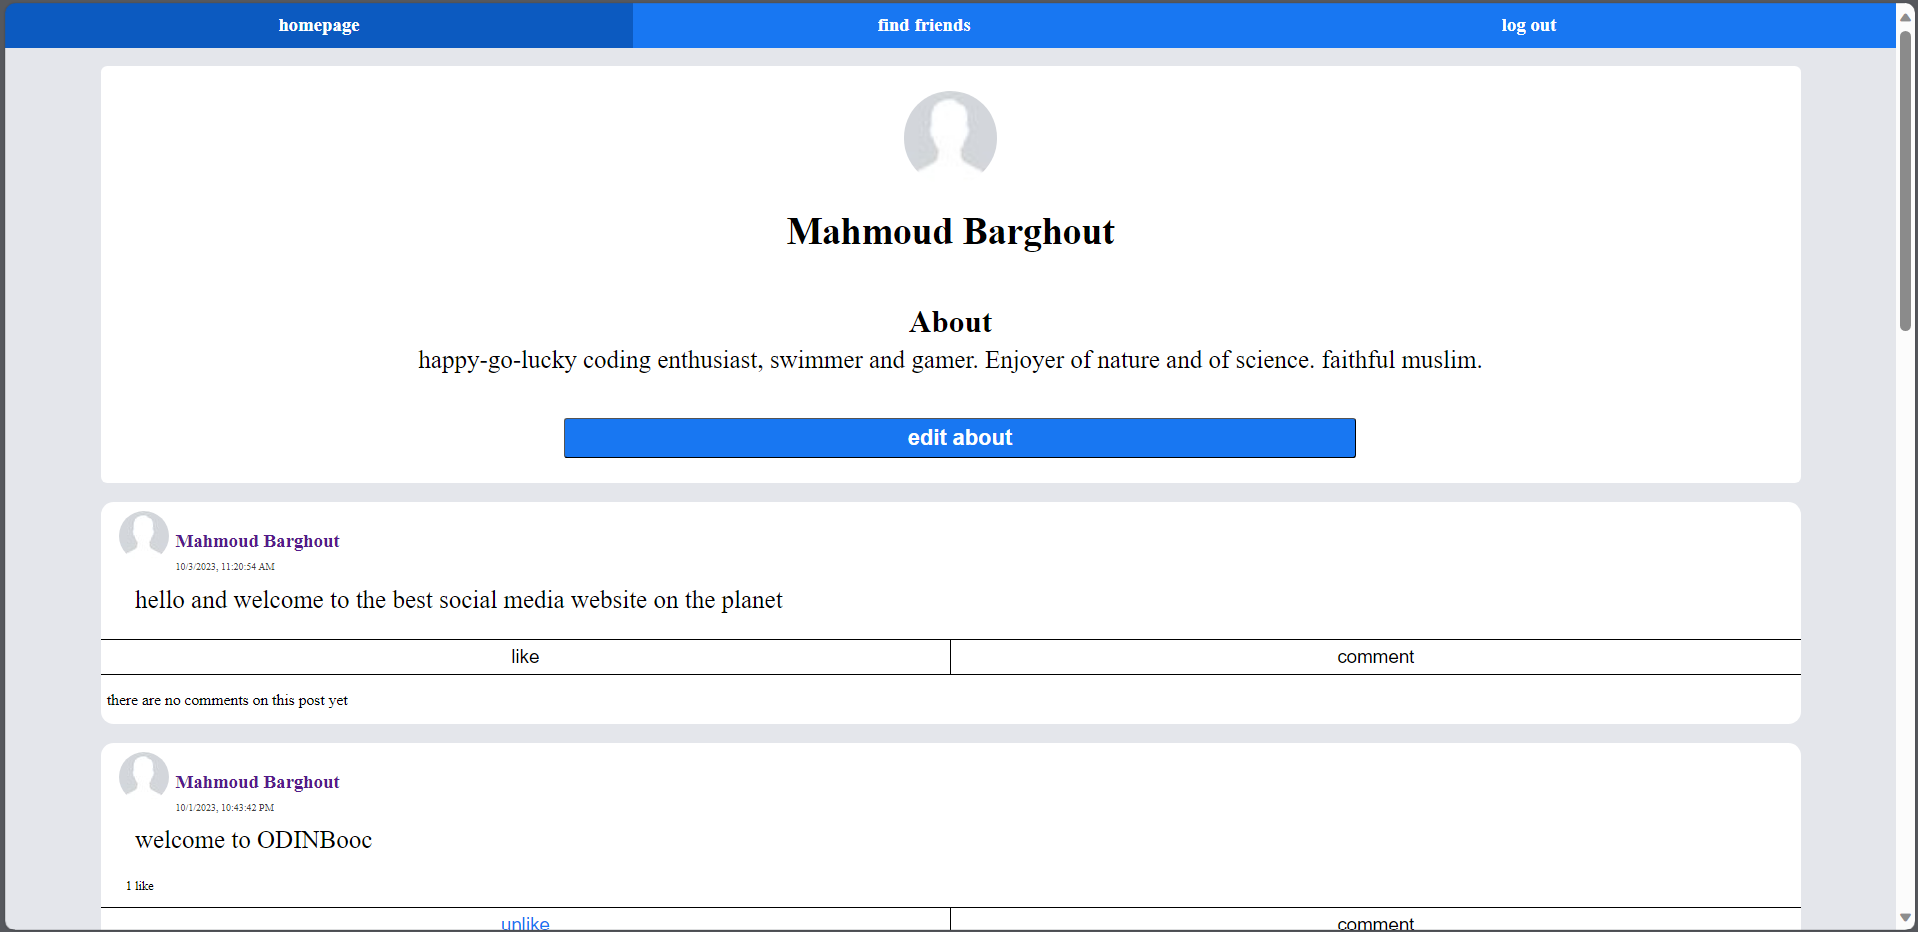 homepage find friends log out
Mahmoud Barghout
About
happy-go-lucky coding enthusiast, swimmer and gamer. Enjoyer of nature and of science. faithful muslim.
edit about
Mahmoud Barghout
10/3/2023, 11:20:54 AM
hello and welcome to the best social media website on the planet
like comment
there are no comments on this post yet
Mahmoud Barghout
10/1/2023, 10:43:42 PM
welcome to ODINBooc
1 like
unlike comment